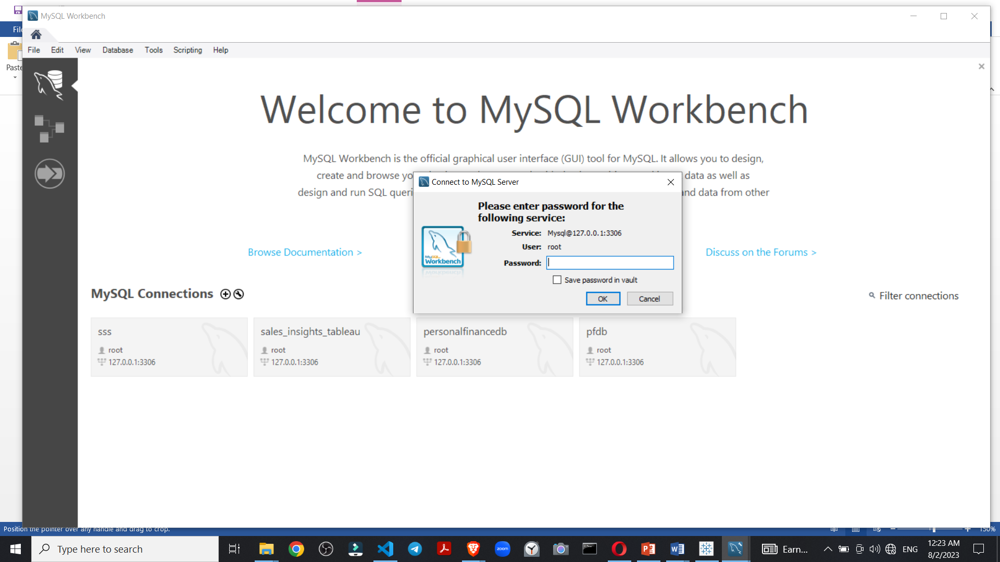 MySQL Workbench
File
File Edit View Database Tools Scripting Help
Paste
Welcome to MySQL Workbench
MySQL Workbench is the official graphical user interface (GUI) tool for MySQL. It allows you to design,
create and browse yo data as well as
design and run SQL queri and data from other
Connect to MySQL Server
Please enter password for the
following service:
Service: Mysql@127.0.0.1:3306
User: root
Password:
Save password in vault
OK Cancel
MySQL
Workbench
Browse Documentation >
Discuss on the Forums >
MySQL Connections
Filter connections
sss
root
127.0.0.1:3306
sales_insights_tableau
root
127.0.0.1:3306
personalfinancedb
root
127.0.0.1:3306
pfdb
root
127.0.0.1:3306
Position the pointer over any handle and drag to crop.
150%
Type here to search
zoom
Earn...
ENG
12:23 AM
8/2/2023